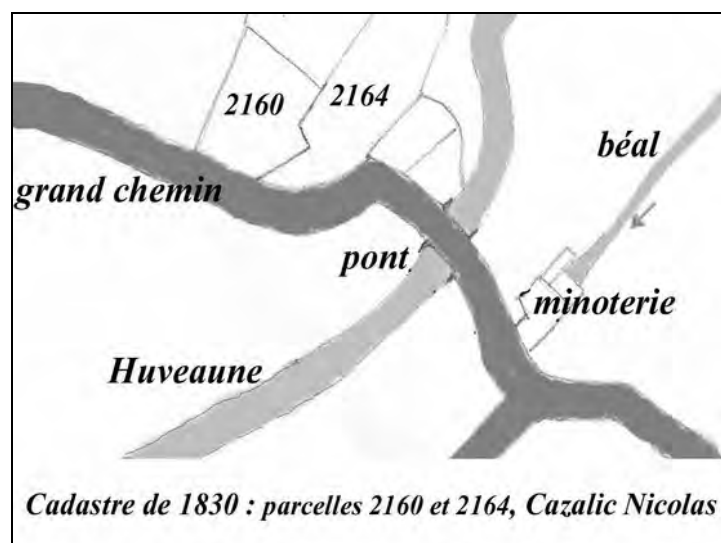 2160
2164
béal
grand chemin
pont
minoterie
Huveaune
Cadastre de 1830 : parcelles 2160 et 2164, Cazalic Nicolas